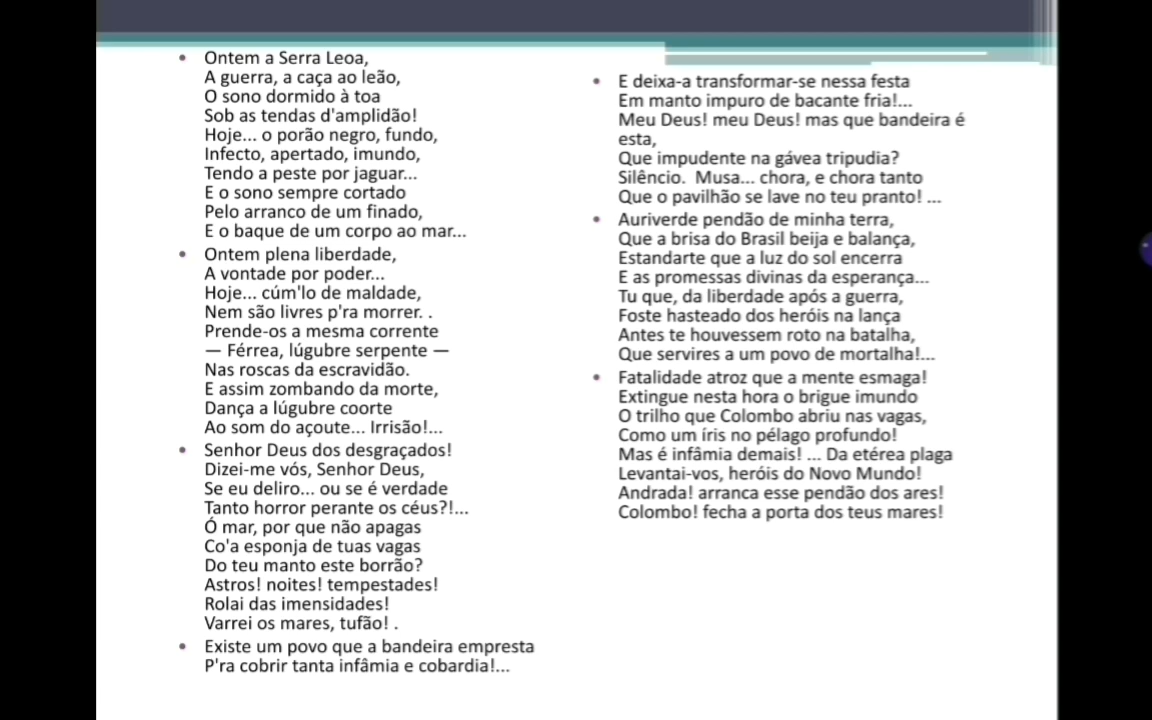 Ontem a Serra Leoa,
A guerra, a caça ao leão,
O sono dormido à toa
Sob as tendas d'amplidão!
Hoje... o porão negro, fundo,
Infecto, apertado, imundo,
Tendo a peste por jaguar...
E o sono sempre cortado
Pelo arranco de um finado,
E o baque de um corpo ao mar...
Ontem plena liberdade,
A vontade por poder...
Hoje... cúm'lo de maldade,
Nem são livres p'ra morrer. .
Prende-os a mesma corrente
— Férrea, lúgubre serpente —
Nas roscas da escravidão.
E assim zombando da morte,
Dança a lúgubre coorte
Ao som do açoute... Irrisão!...
Senhor Deus dos desgraçados!
Dizei-me vós, Senhor Deus,
Se eu deliro... ou se é verdade
Tanto horror perante os céus?!...
Ó mar, por que não apagas
Co'a esponja de tuas vagas
Do teu manto este borrão?
Astros! noites! tempestades!
Rolai das imensidades!
Varrei os mares, tufão! .
Existe um povo que a bandeira empresta
P'ra cobrir tanta infâmia e cobardia!...
E deixa-a transformar-se nessa festa
Em manto impuro de bacante fria!...
Meu Deus! meu Deus! mas que bandeira é
esta,
Que impudente na gávea tripudia?
Silêncio.  Musa... chora, e chora tanto
Que o pavilhão se lave no teu pranto! ...
Auriverde pendão de minha terra,
Que a brisa do Brasil beija e balança,
Estandarte que a luz do sol encerra
E as promessas divinas da esperança...
Tu que, da liberdade após a guerra,
Foste hasteado dos heróis na lança
Antes te houvessem roto na batalha,
Que servires a um povo de mortalha!...
Fatalidade atroz que a mente esmaga!
Extingue nesta hora o brigue imundo
O trilho que Colombo abriu nas vagas,
Como um íris no pélago profundo!
Mas é infâmia demais! ... Da etérea plaga
Levantai-vos, heróis do Novo Mundo!
Andrada! arranca esse pendão dos ares!
Colombo! fecha a porta dos teus mares!